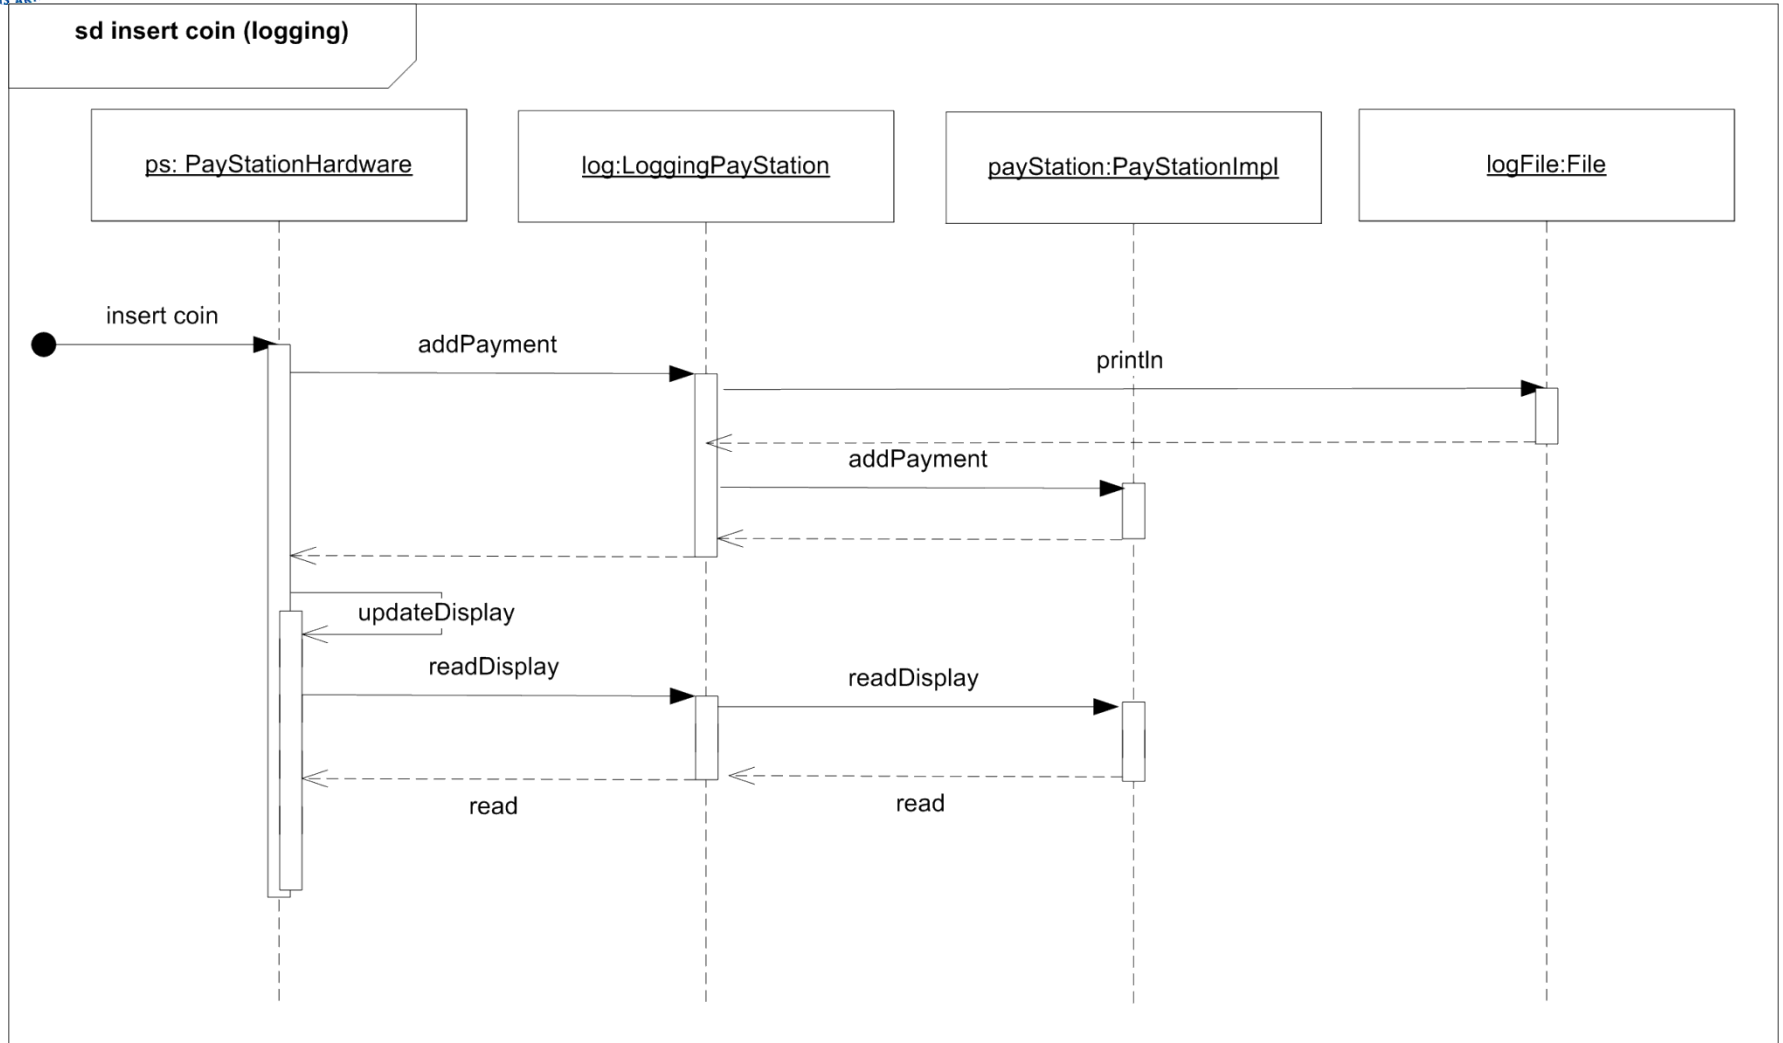 sd insert coin (logging)
ps: PayStationHardware
log:LoggingPayStation
payStation:PayStationImpl
logFile:File
insert coin
addPayment
println
addPayment
updateDisplay
readDisplay
readDisplay
read
read